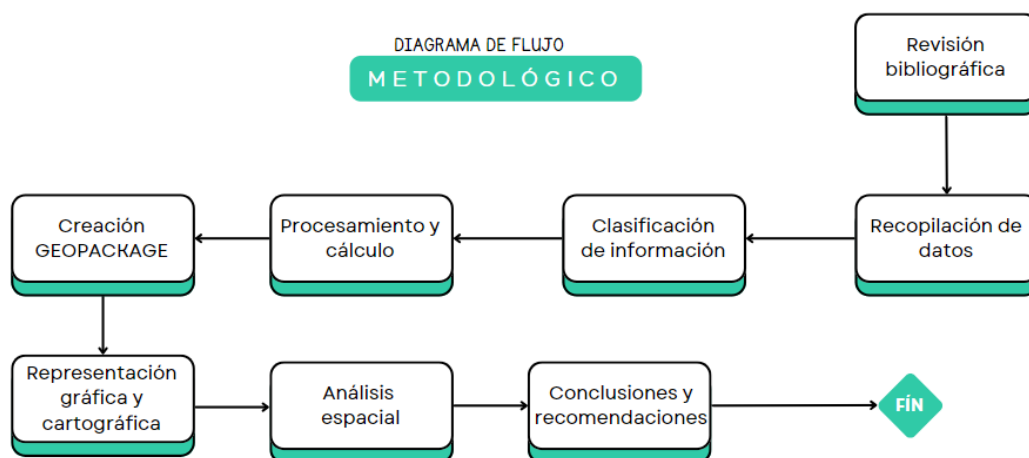 DIAGRAMA DE FLUJO
METODOLÓGICO
Revisión
bibliográfica
Recopilación de
datos
Clasificación
de información
Procesamiento y
cálculo
Creación
GEOPACKAGE
Representación
gráfica y
cartográfica
Análisis
espacial
Conclusiones y
recomendaciones
FÍN